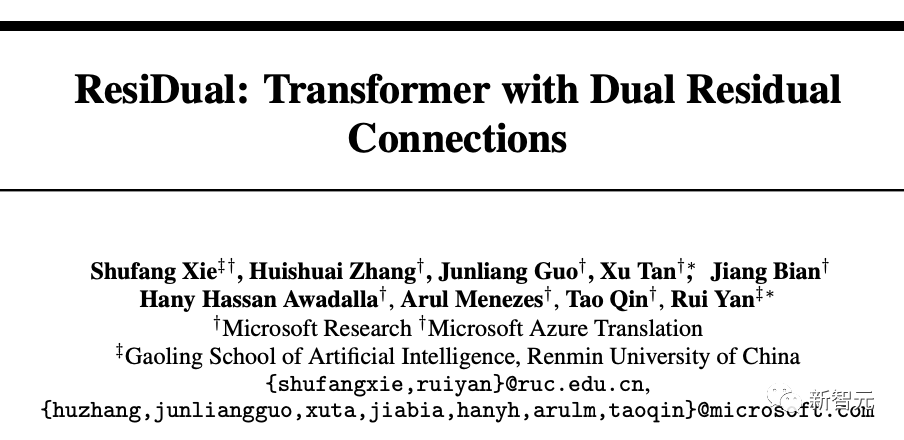 ResiDual: Transformer with Dual Residual
Connections
Shufang Xie‡†, Huishuai Zhang†, Junliang Guo†, Xu Tan†,* Jiang Bian†
Hany Hassan Awadalla†, Arul Menezes†, Tao Qin†, Rui Yan‡*
†Microsoft Research †Microsoft Azure Translation
‡Gaoling School of Artificial Intelligence, Renmin University of China
{shufangxie,ruiyan}@ruc.edu.cn,
{huzhang,junliangguo,xuta,jiabia,hanyh,arulm,taoqin}@microsoft.com
新智元